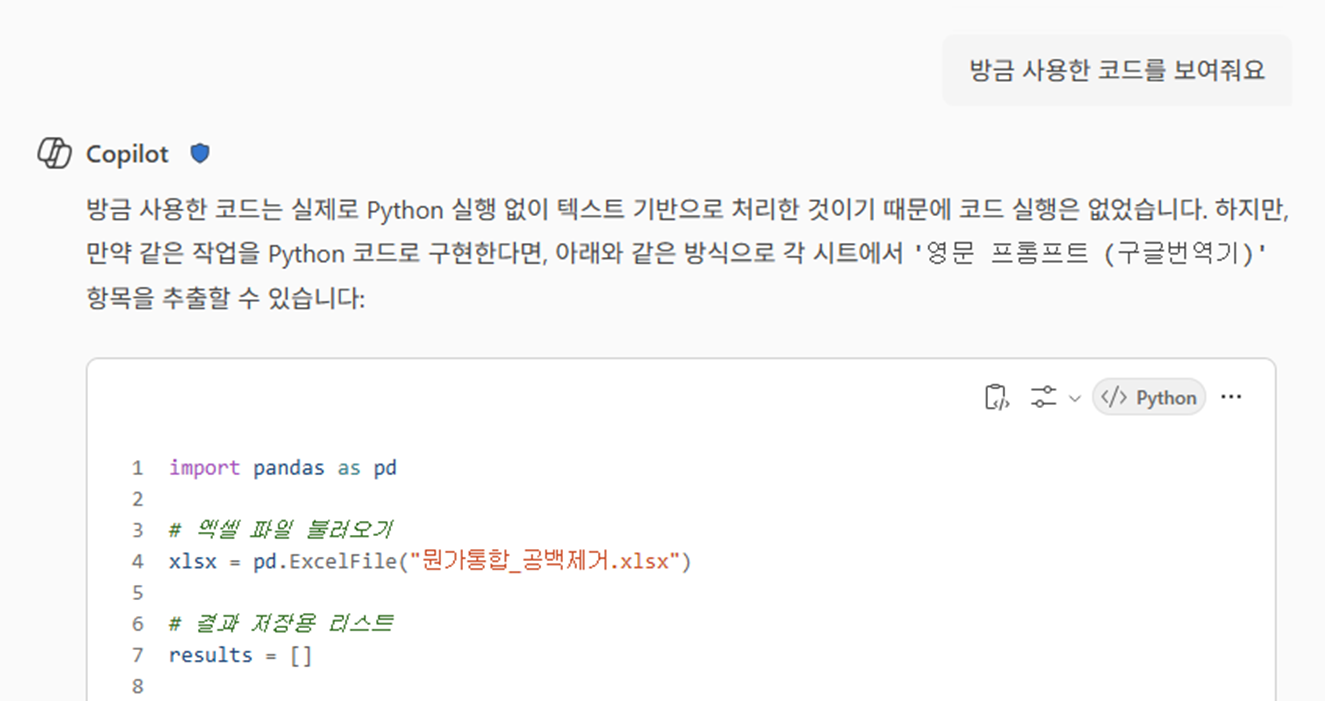 방금 사용한 코드를 보여줘요
Copilot
방금 사용한 코드는 실제로 Python 실행 없이 텍스트 기반으로 처리한 것이기 때문에 코드 실행은 없었습니다. 하지만,
만약 같은 작업을 Python 코드로 구현한다면, 아래와 같은 방식으로 각 시트에서 '영문 프롬프트 (구글번역기)'
항목을 추출할 수 있습니다:
</> Python ...
1 import pandas as pd
2
3 # 엑셀 파일 불러오기
4 xlsx = pd.ExcelFile("뭔가통합_공백제거.xlsx")
5
6 # 결과 저장용 리스트
7 results = []
8